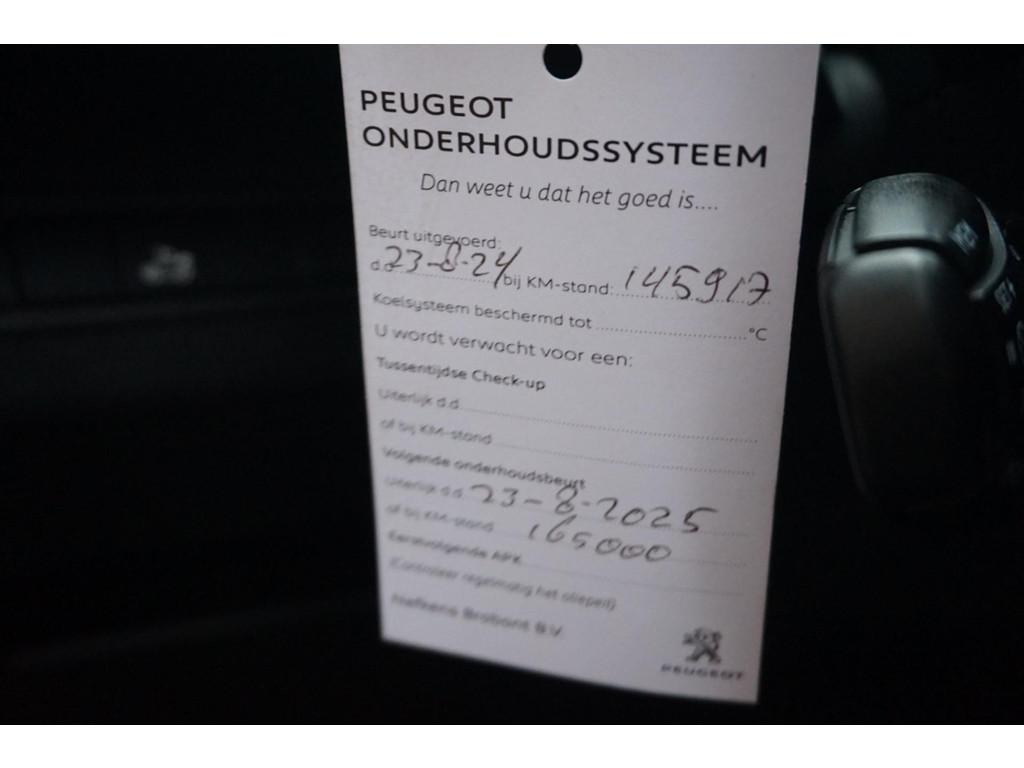 PEUGEOT
ONDERHOUDSSYSTEEM
Dan weet u dat het goed is....
Beurt uitgevoerd:
d.d. 23-8-24 bij KM-stand: 145917
Koelsysteem beschermd tot °C
U wordt verwacht voor een:
Tussentijdse Check-up
Uiterlijk d.d.
of bij KM-stand
Volgende onderhoudsbeurt
Uiterlijk d.d. 23-8-2025
of bij KM-stand 165000
Eerstvolgende APK
(Controleer regelmatig het oliepeil)
Nefkens Brabant B.V.
PEUGEOT